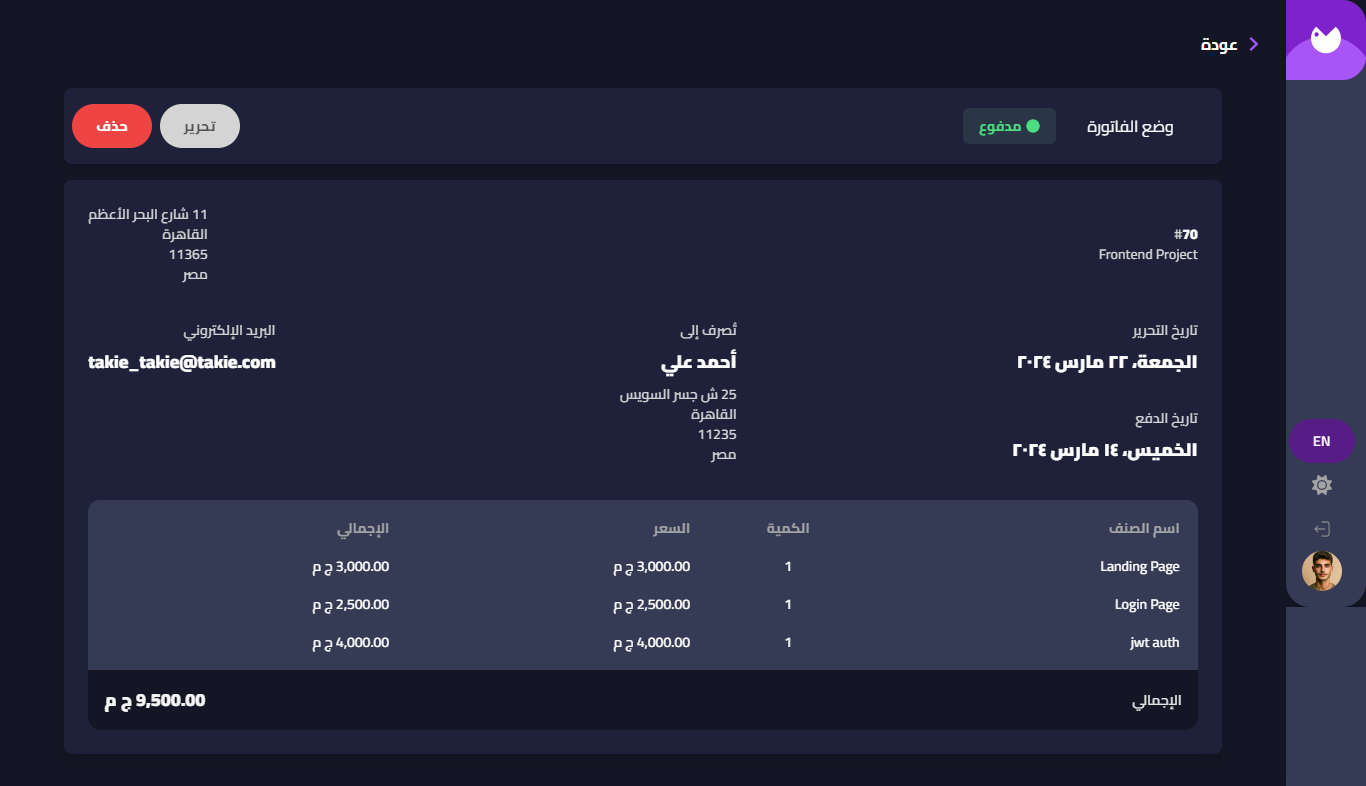 عودة
وضع الفاتورة
مدفوع
تحرير
حذف
#70
Frontend Project
11 شارع البحر الأعظم
القاهرة
11365
مصر
تاريخ التحرير
الجمعة، ٢٢ مارس ٢٠٢٤
تاريخ الدفع
الخميس، ١٤ مارس ٢٠٢٤
تُصرف إلى
أحمد علي
25 ش جسر السويس
القاهرة
11235
مصر
البريد الإلكتروني
takie_takie@takie.com
اسم الصنف الكمية السعر الإجمالي
Landing Page 1 3,000.00 ج م 3,000.00 ج م
Login Page 1 2,500.00 ج م 2,500.00 ج م
jwt auth 1 4,000.00 ج م 4,000.00 ج م
الإجمالي 9,500.00 ج م
EN